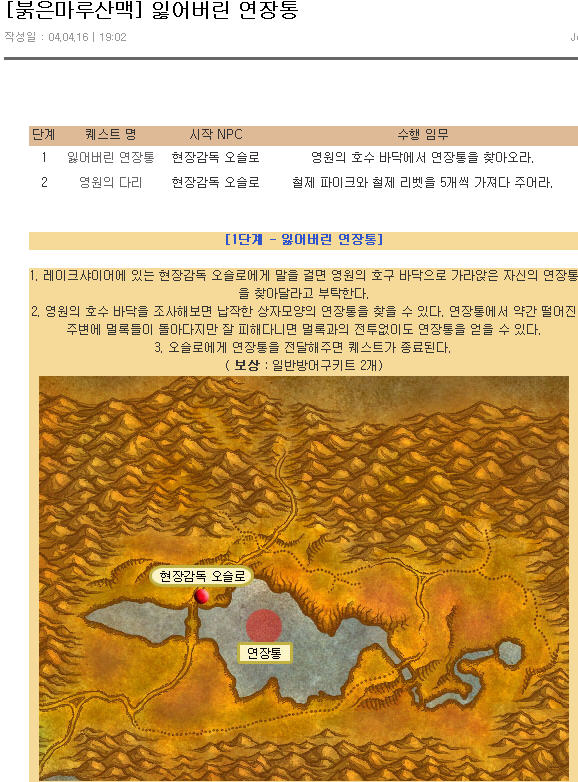 [붉은마루산맥] 잃어버린 연장통
작성일 : 04.04.16 | 19:02
단계 퀘스트 명 시작 NPC 수행 임무
1 잃어버린 연장통 현장감독 오슬로 영원의 호수 바닥에서 연장통을 찾아오라.
2 영원의 다리 현장감독 오슬로 철제 파이크와 철제 리벳을 5개씩 가져다 주어라.
[1단계 - 잃어버린 연장통]
1. 레이크샤이어에 있는 현장감독 오슬로에게 말을 걸면 영원의 호구 바닥으로 가라앉은 자신의 연장통
을 찾아달라고 부탁한다.
2. 영원의 호수 바닥을 조사해보면 납작한 상자모양의 연장통을 찾을 수 있다. 연장통에서 약간 떨어진
주변에 멀록들이 돌아다지만 잘 피해다니면 멀록과의 전투없이도 연장통을 얻을 수 있다.
3. 오슬로에게 연장통을 전달해주면 퀘스트가 종료된다.
( 보상 : 일반방어구키트 2개)
현장감독 오슬로
연장통